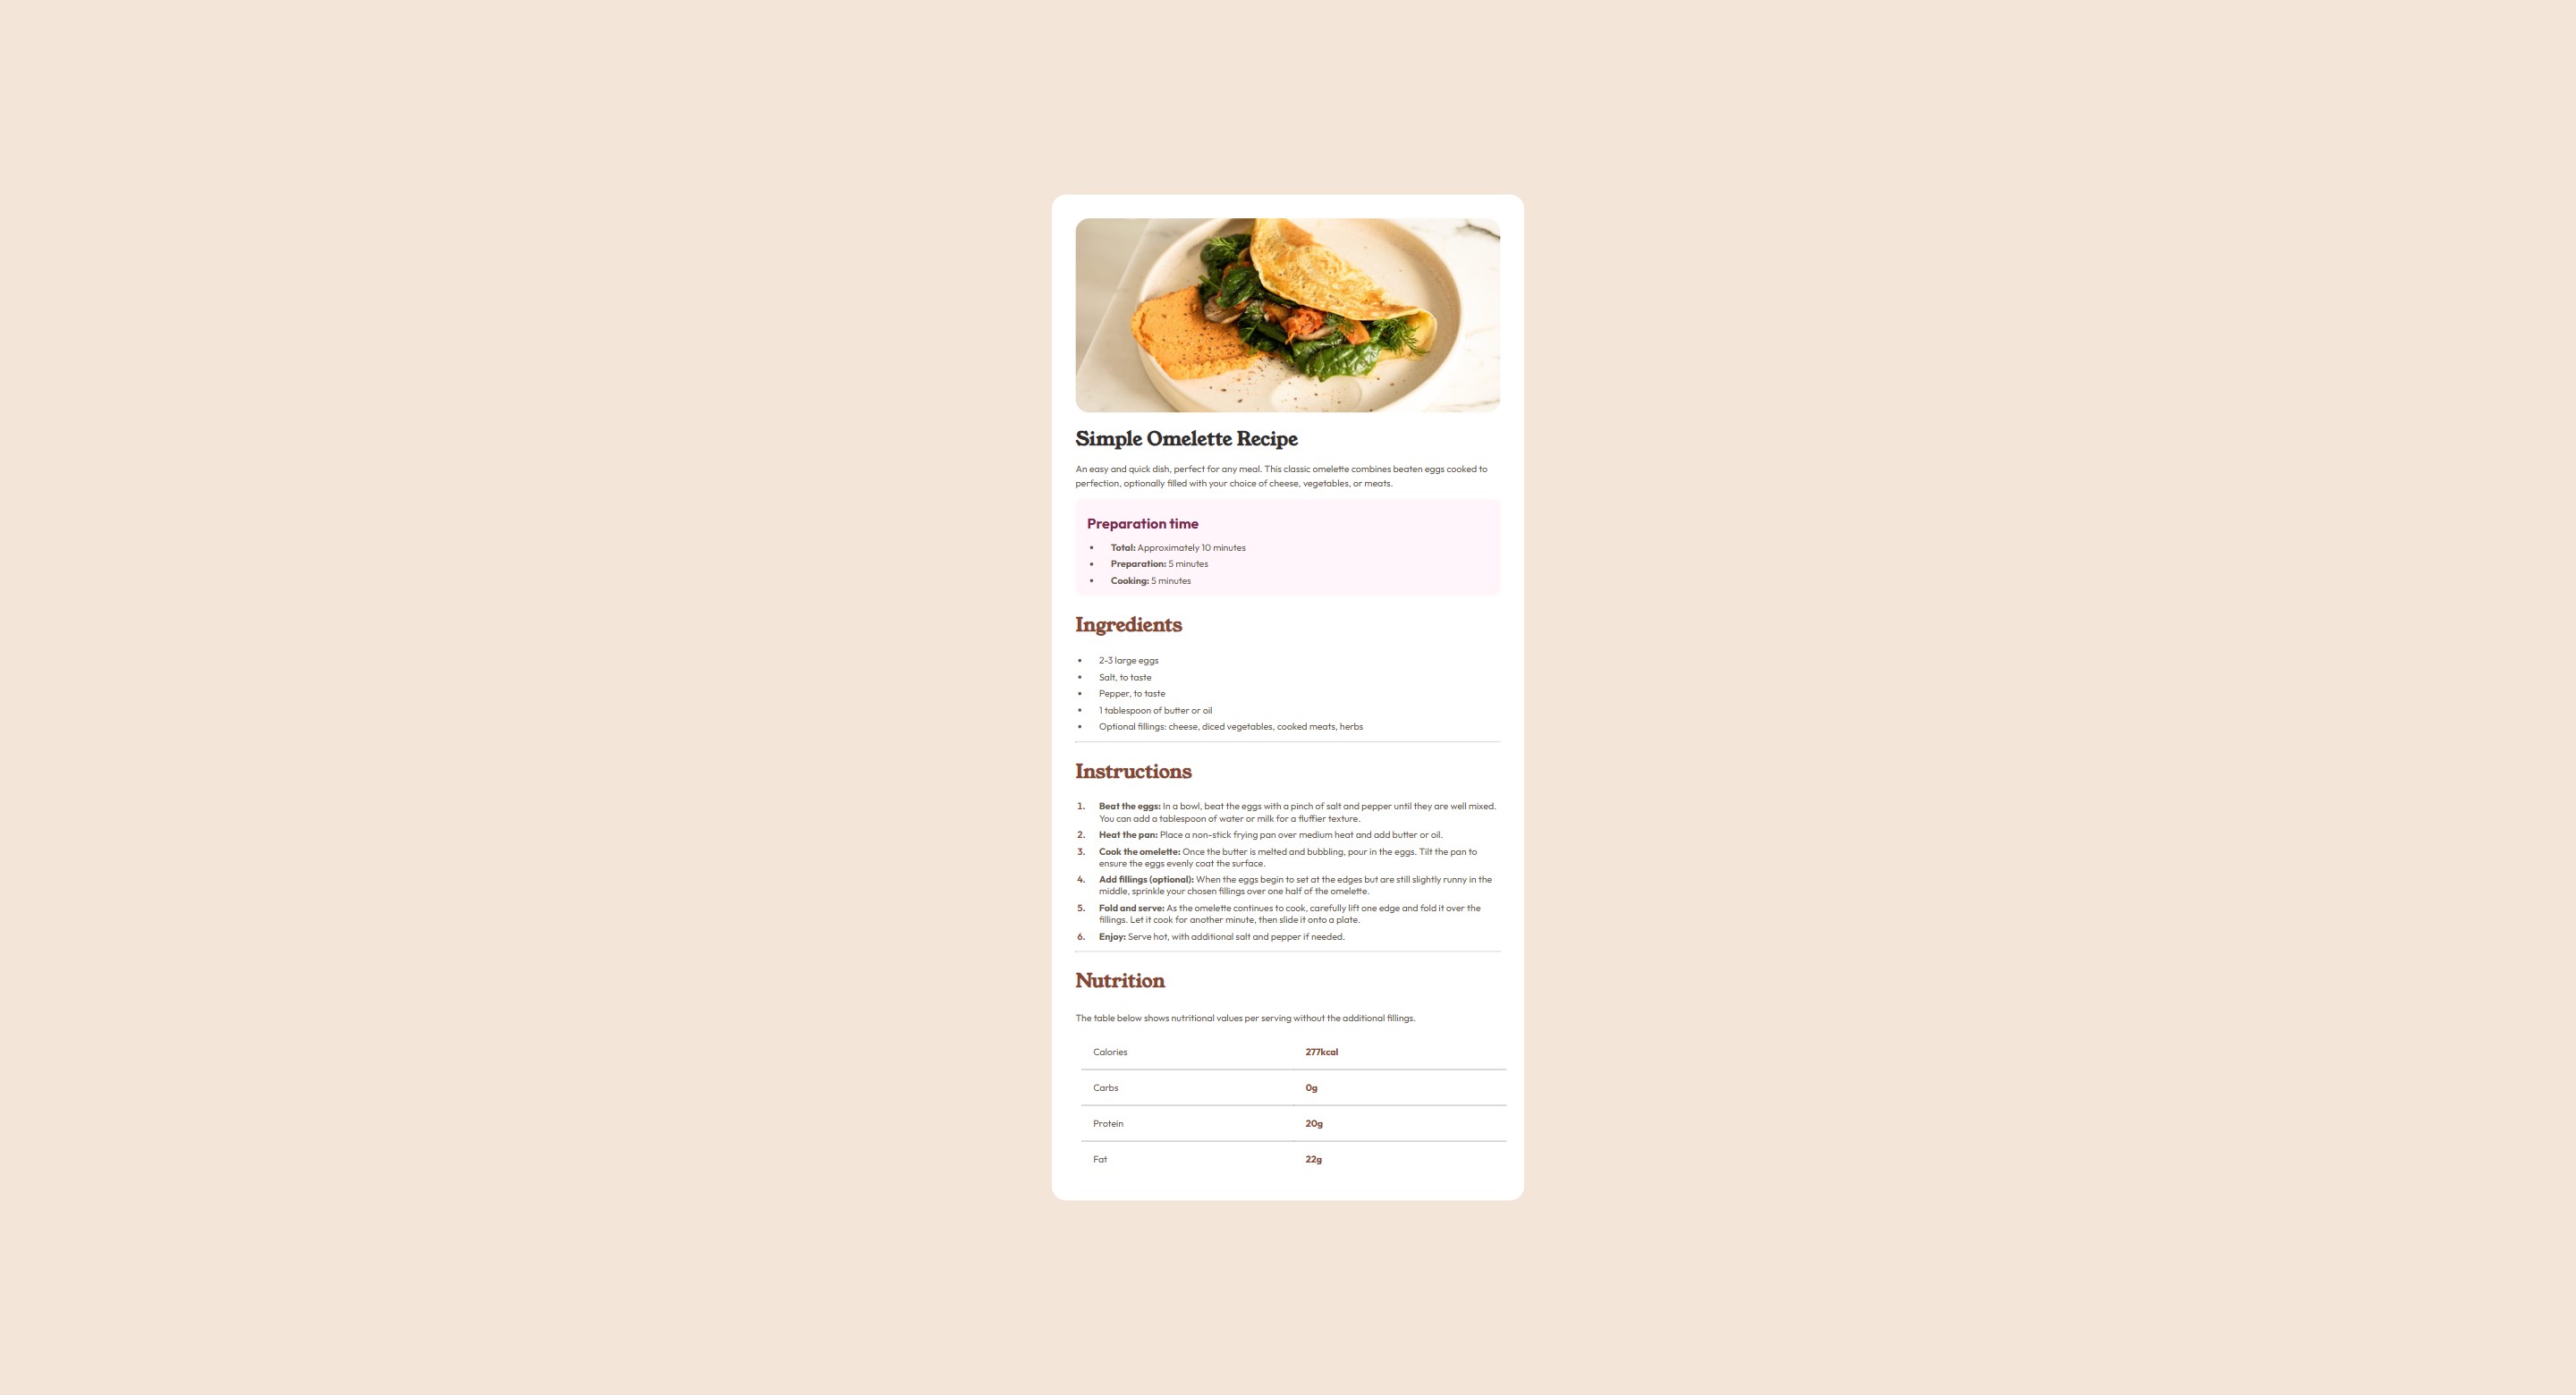 Simple Omelette Recipe
An easy and quick dish, perfect for any meal. This classic omelette combines beaten eggs cooked to
perfection, optionally filled with your choice of cheese, vegetables, or meats.
Preparation time
• Total: Approximately 10 minutes
• Preparation: 5 minutes
• Cooking: 5 minutes
Ingredients
• 2-3 large eggs
• Salt, to taste
• Pepper, to taste
• 1 tablespoon of butter or oil
• Optional fillings: cheese, diced vegetables, cooked meats, herbs
Instructions
1. Beat the eggs: In a bowl, beat the eggs with a pinch of salt and pepper until they are well mixed.
You can add a tablespoon of water or milk for a fluffier texture.
2. Heat the pan: Place a non-stick frying pan over medium heat and add butter or oil.
3. Cook the omelette: Once the butter is melted and bubbling, pour in the eggs. Tilt the pan to
ensure the eggs evenly coat the surface.
4. Add fillings (optional): When the eggs begin to set at the edges but are still slightly runny in the
middle, sprinkle your chosen fillings over one half of the omelette.
5. Fold and serve: As the omelette continues to cook, carefully lift one edge and fold it over the
fillings. Let it cook for another minute, then slide it onto a plate.
6. Enjoy: Serve hot, with additional salt and pepper if needed.
Nutrition
The table below shows nutritional values per serving without the additional fillings.
Calories 277kcal
Carbs 0g
Protein 20g
Fat 22g